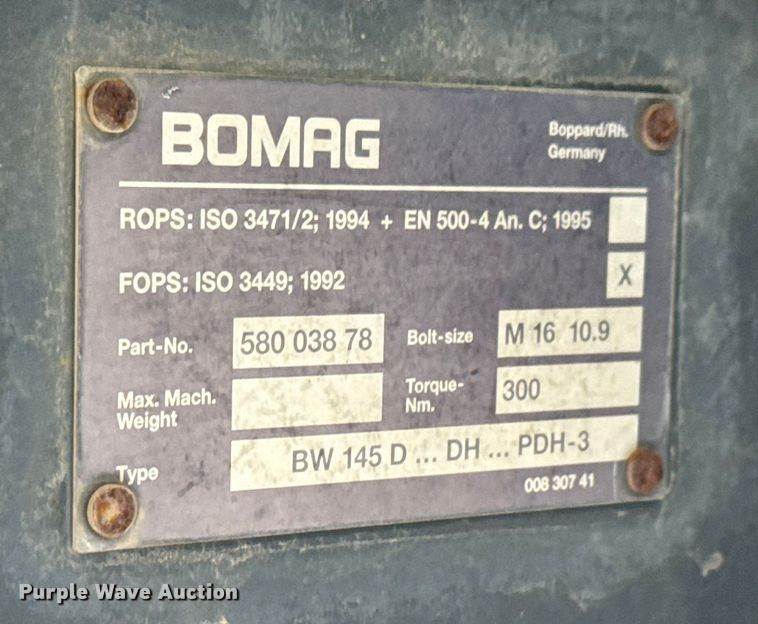 BOMAG
Boppard/Rh.
Germany
ROPS: ISO 3471/2; 1994 + EN 500-4 An. C; 1995
FOPS: ISO 3449; 1992 X
Part-No. 580 038 78 Bolt-size M 16 10.9
Max. Mach. Weight
Torque-Nm. 300
Type BW 145 D ... DH ... PDH-3
008 307 41
Purple Wave Auction